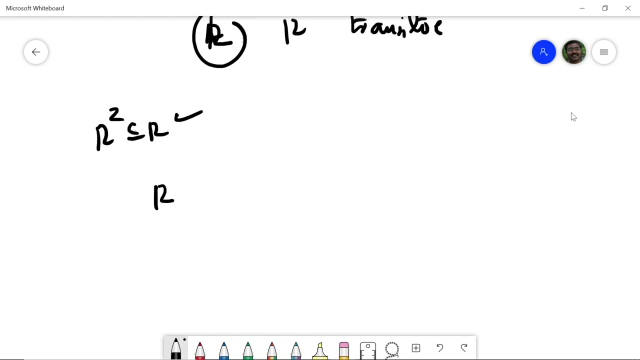 Microsoft Whiteboard
R R transitive
R² ⊆ R ✓
R